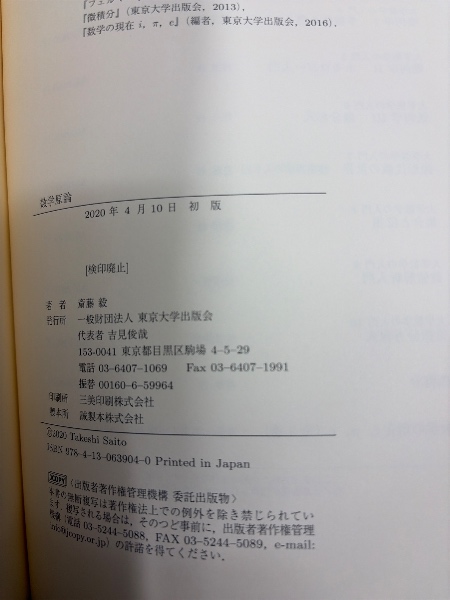 『フェル
『微積分』(東京大学出版会, 2013),
『数学の現在 i, π, e』(編者, 東京大学出版会, 2016).
数学原論
2020 年 4 月 10 日 初 版
[検印廃止]
著 者 斎藤 毅
発行所 一般財団法人 東京大学出版会
代表者 吉見俊哉
153-0041 東京都目黒区駒場 4-5-29
電話 03-6407-1069 Fax 03-6407-1991
振替 00160-6-59964
印刷所 三美印刷株式会社
製本所 誠製本株式会社
©2020 Takeshi Saito
ISBN 978-4-13-063904-0 Printed in Japan
JCOPY 〈出版者著作権管理機構 委託出版物〉
本書の無断複写は著作権法上での例外を除き禁じられてい
ます. 複写される場合は, そのつど事前に, 出版者著作権管理
機構 (電話 03-5244-5088, FAX 03-5244-5089, e-mail:
info@jcopy.or.jp) の許諾を得てください.